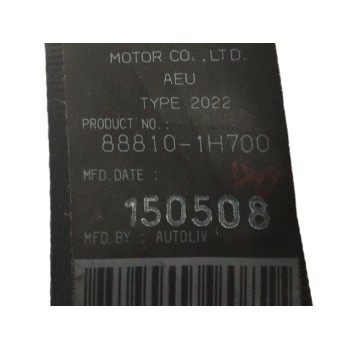 MOTOR CO.,LTD.
AEU
TYPE 2022
PRODUCT NO.:
88810-1H700
MFD.DATE :
150508
MFD.BY : AUTOLIV